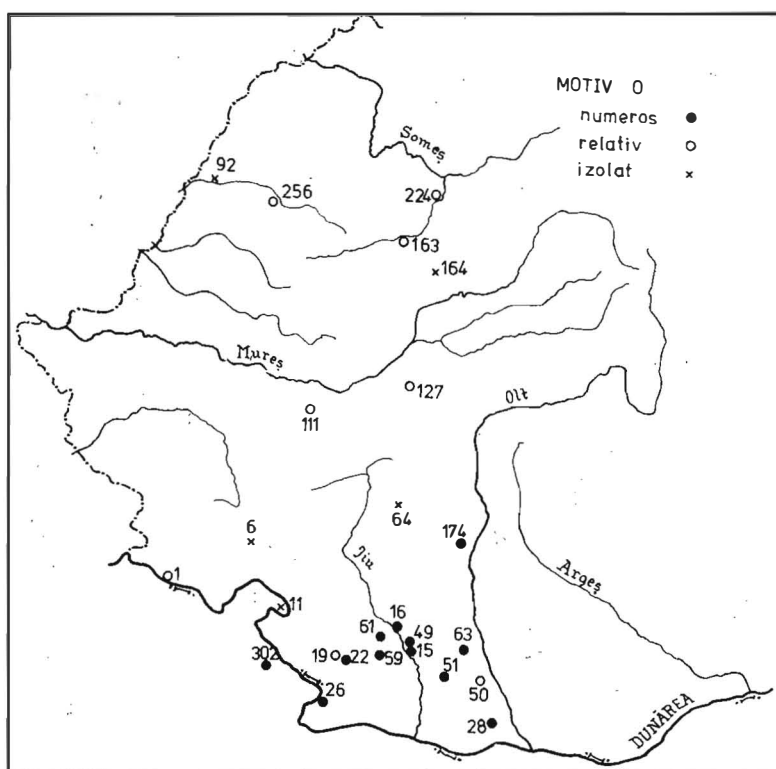 MOTIV O
numeros
relativ
izolat
Someș
92
256
224
163
164
Mureș
127
111
Olt
64
6
174
Jiu
Argeș
1
11
16
61
49
63
15
302
19
22
59
51
50
26
28
DUNĂREA